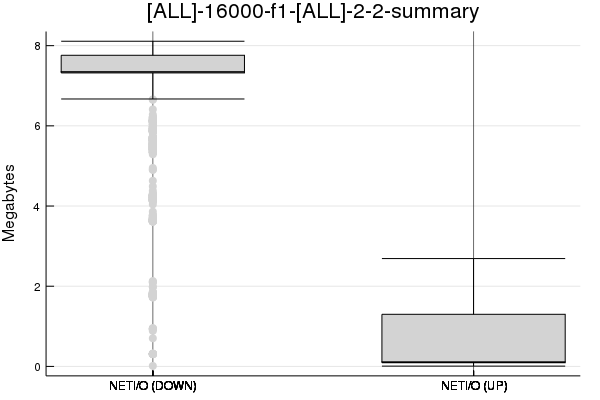 [ALL]-16000-f1-[ALL]-2-2-summary
Megabytes
8
6
4
2
0
NETI/O (DOWN)
NETI/O (UP)